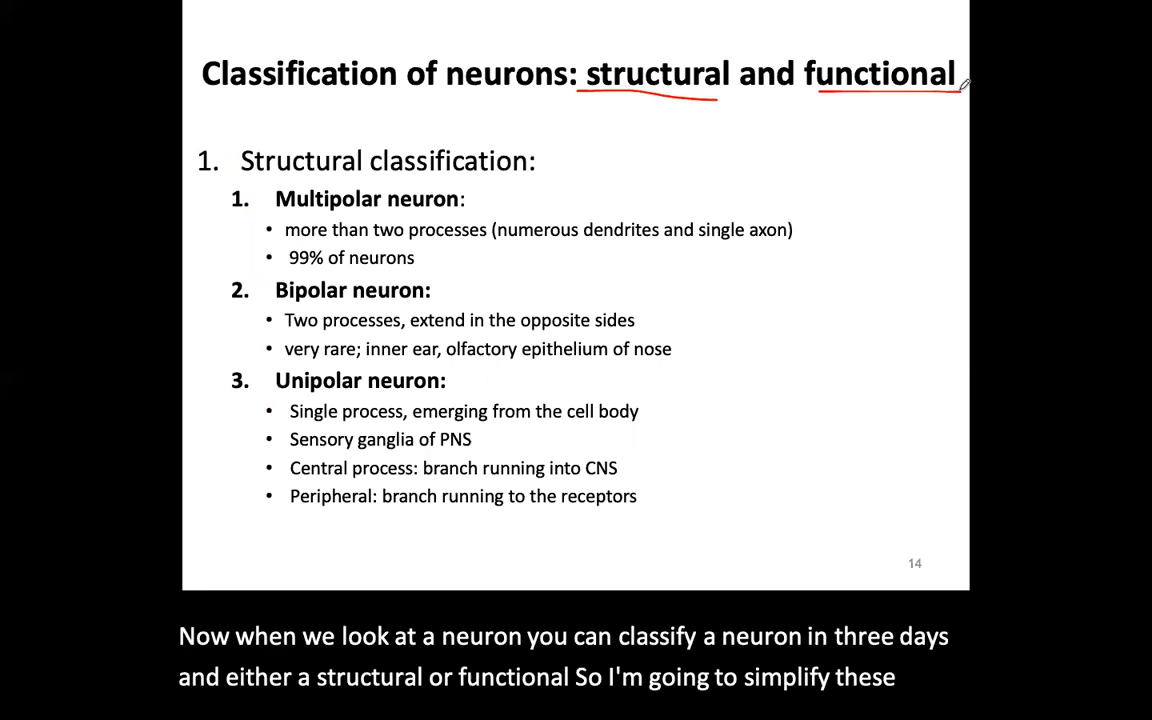 Classification of neurons: structural and functional
1. Structural classification:
1. Multipolar neuron:
• more than two processes (numerous dendrites and single axon)
• 99% of neurons
2. Bipolar neuron:
• Two processes, extend in the opposite sides
• very rare; inner ear, olfactory epithelium of nose
3. Unipolar neuron:
• Single process, emerging from the cell body
• Sensory ganglia of PNS
• Central process: branch running into CNS
• Peripheral: branch running to the receptors
14
Now when we look at a neuron you can classify a neuron in three days
and either a structural or functional So I'm going to simplify these